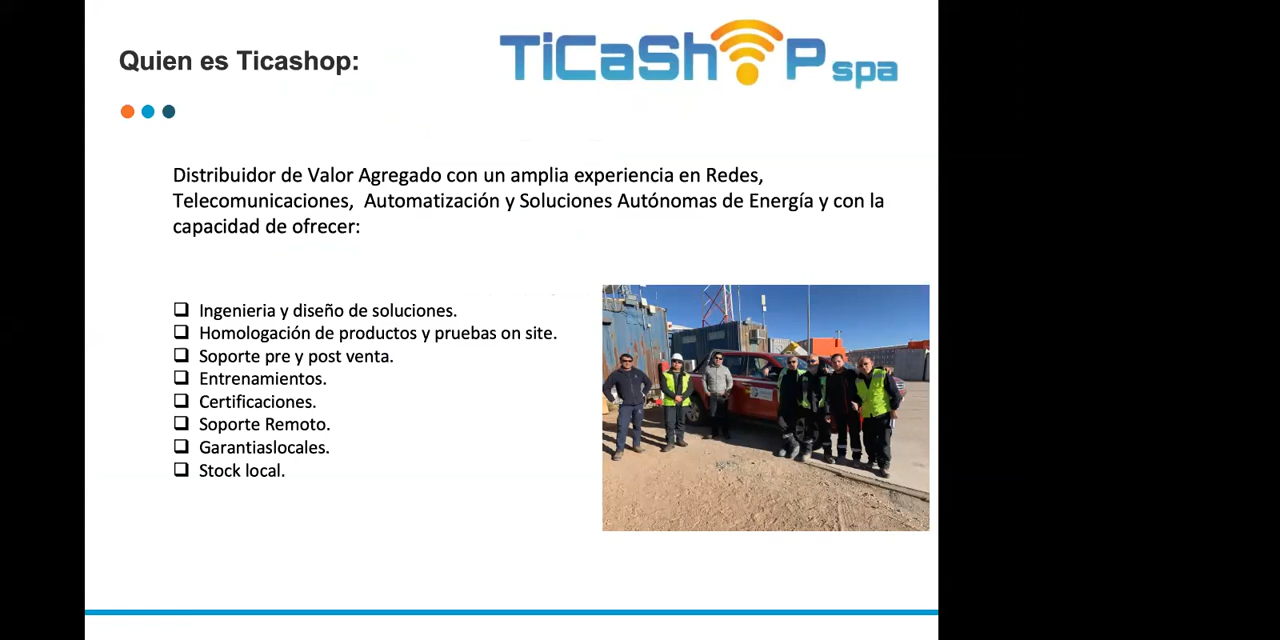 Quien es Ticashop:
TiCaShOP spa
Distribuidor de Valor Agregado con un amplia experiencia en Redes,
Telecomunicaciones, Automatización y Soluciones Autónomas de Energía y con la
capacidad de ofrecer:
Ingenieria y diseño de soluciones.
Homologación de productos y pruebas on site.
Soporte pre y post venta.
Entrenamientos.
Certificaciones.
Soporte Remoto.
Garantiaslocales.
Stock local.